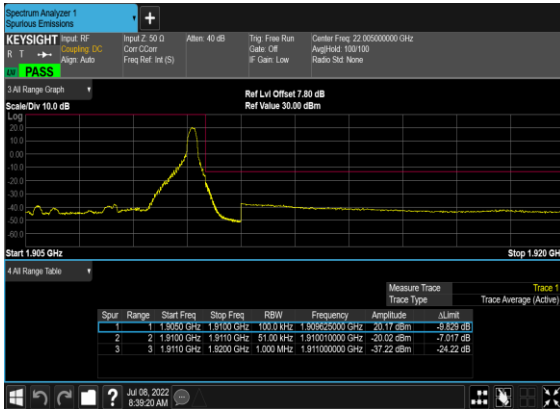 Spectrum Analyzer 1
Spurious Emissions
KEYSIGHT Input: RF Input Z: 50 Ω Atten: 40 dB Trig: Free Run Center Freq: 22.005000000 GHz
R T Coupling: DC Corr CCorr Gate: Off Avg|Hold: 100/100
Align: Auto Freq Ref: Int (S) IF Gain: Low Radio Std: None
LXI PASS
3 All Range Graph Ref Lvl Offset 7.80 dB
Scale/Div 10.0 dB Ref Value 30.00 dBm
Log
20.0
10.0
0.00
-10.0
-20.0
-30.0
-40.0
-50.0
-60.0
Start 1.905 GHz Stop 1.920 GH
4 All Range Table
Measure Trace Trace 1
Trace Type Trace Average (Active)
Spur Range Start Freq Stop Freq RBW Frequency Amplitude ΔLimit
1 1 1.9050 GHz 1.9100 GHz 100.0 kHz 1.909625000 GHz 20.17 dBm -9.829 dB
2 2 1.9100 GHz 1.9110 GHz 51.00 kHz 1.910010000 GHz -20.02 dBm -7.017 dB
3 3 1.9110 GHz 1.9200 GHz 1.000 MHz 1.911000000 GHz -37.22 dBm -24.22 dB
? Jul 08, 2022
8:39:20 AM